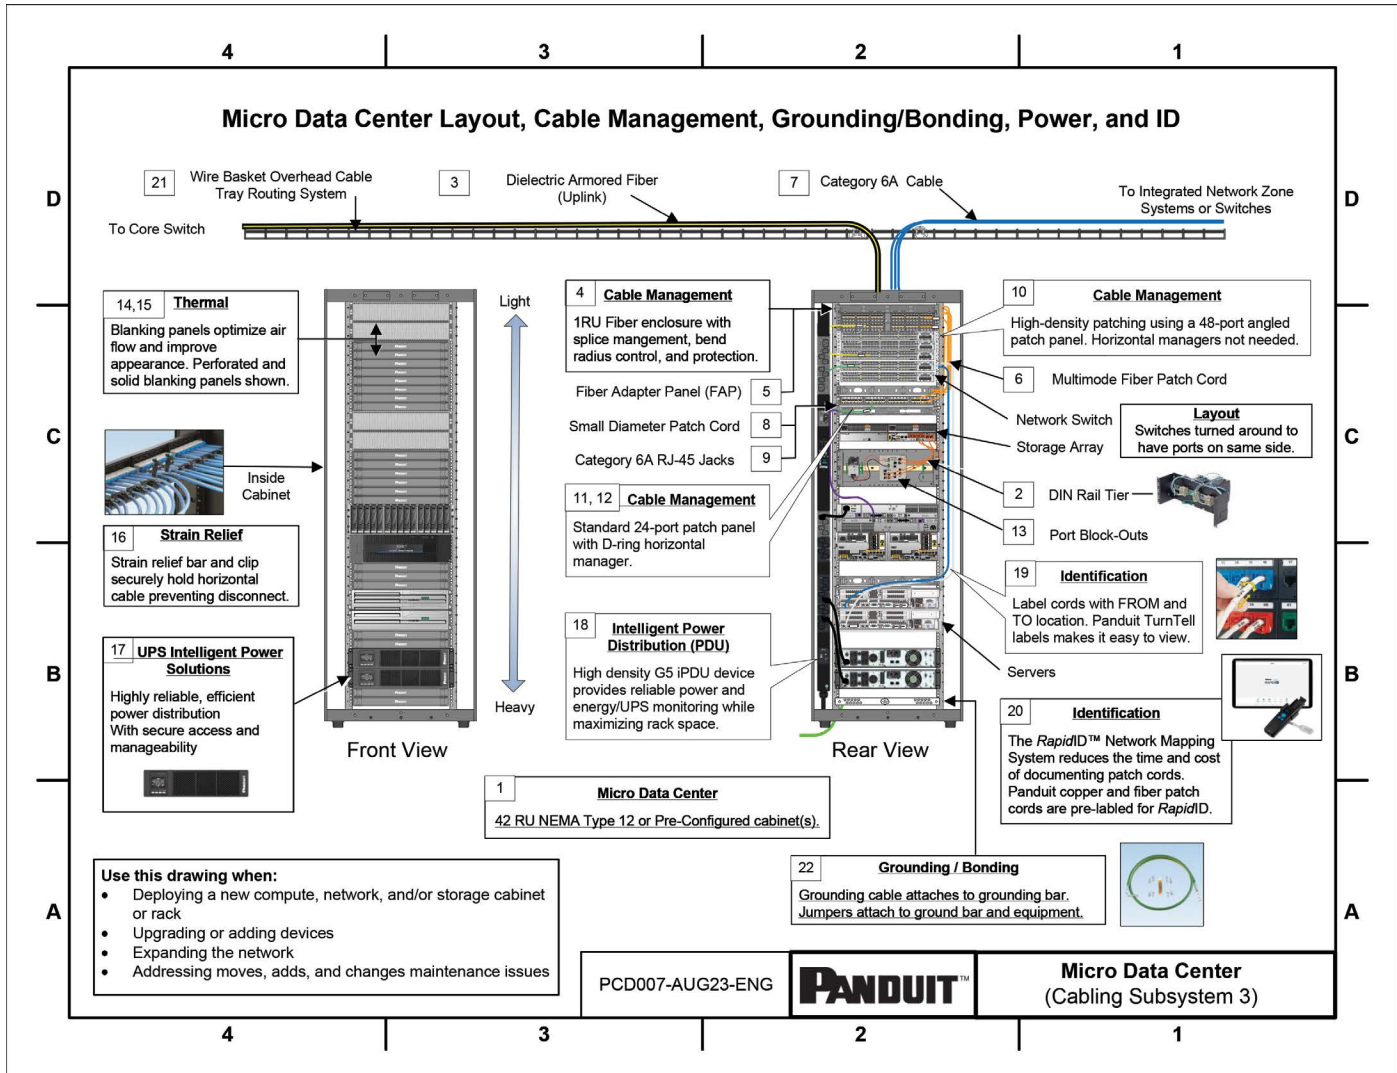 4 3 2 1
Micro Data Center Layout, Cable Management, Grounding/Bonding, Power, and ID
D
D
21
Wire Basket Overhead Cable
Tray Routing System
3
Dielectric Armored Fiber
(Uplink)
7
Category 6A Cable
To Integrated Network Zone
Systems or Switches
To Core Switch
14,15
Thermal
Blanking panels optimize air
flow and improve
appearance. Perforated and
solid blanking panels shown.
Light
4
Cable Management
1RU Fiber enclosure with
splice mangement, bend
radius control, and protection.
10
Cable Management
High-density patching using a 48-port angled
patch panel. Horizontal managers not needed.
Fiber Adapter Panel (FAP)
5
6
Multimode Fiber Patch Cord
Small Diameter Patch Cord
8
Network Switch
Layout
Switches turned around to
have ports on same side.
C
C
Category 6A RJ-45 Jacks
9
Storage Array
Inside
Cabinet
11, 12
Cable Management
Standard 24-port patch panel
with D-ring horizontal
manager.
2
DIN Rail Tier
13
Port Block-Outs
16
Strain Relief
Strain relief bar and clip
securely hold horizontal
cable preventing disconnect.
19
Identification
Label cords with FROM and
TO location. Panduit TurnTell
labels makes it easy to view.
17
UPS Intelligent Power
Solutions
Highly reliable, efficient
power distribution
With secure access and
manageability
18
Intelligent Power
Distribution (PDU)
High density G5 iPDU device
provides reliable power and
energy/UPS monitoring while
maximizing rack space.
Servers
B
B
Heavy
Front View
Rear View
20
Identification
The RapidID™ Network Mapping
System reduces the time and cost
of documenting patch cords.
Panduit copper and fiber patch
cords are pre-labled for RapidID.
1
Micro Data Center
42 RU NEMA Type 12 or Pre-Configured cabinet(s).
22
Grounding / Bonding
Grounding cable attaches to grounding bar.
Jumpers attach to ground bar and equipment.
Use this drawing when:
• Deploying a new compute, network, and/or storage cabinet
or rack
• Upgrading or adding devices
• Expanding the network
• Addressing moves, adds, and changes maintenance issues
A
A
PCD007-AUG23-ENG
PANDUIT™
Micro Data Center
(Cabling Subsystem 3)
4 3 2 1